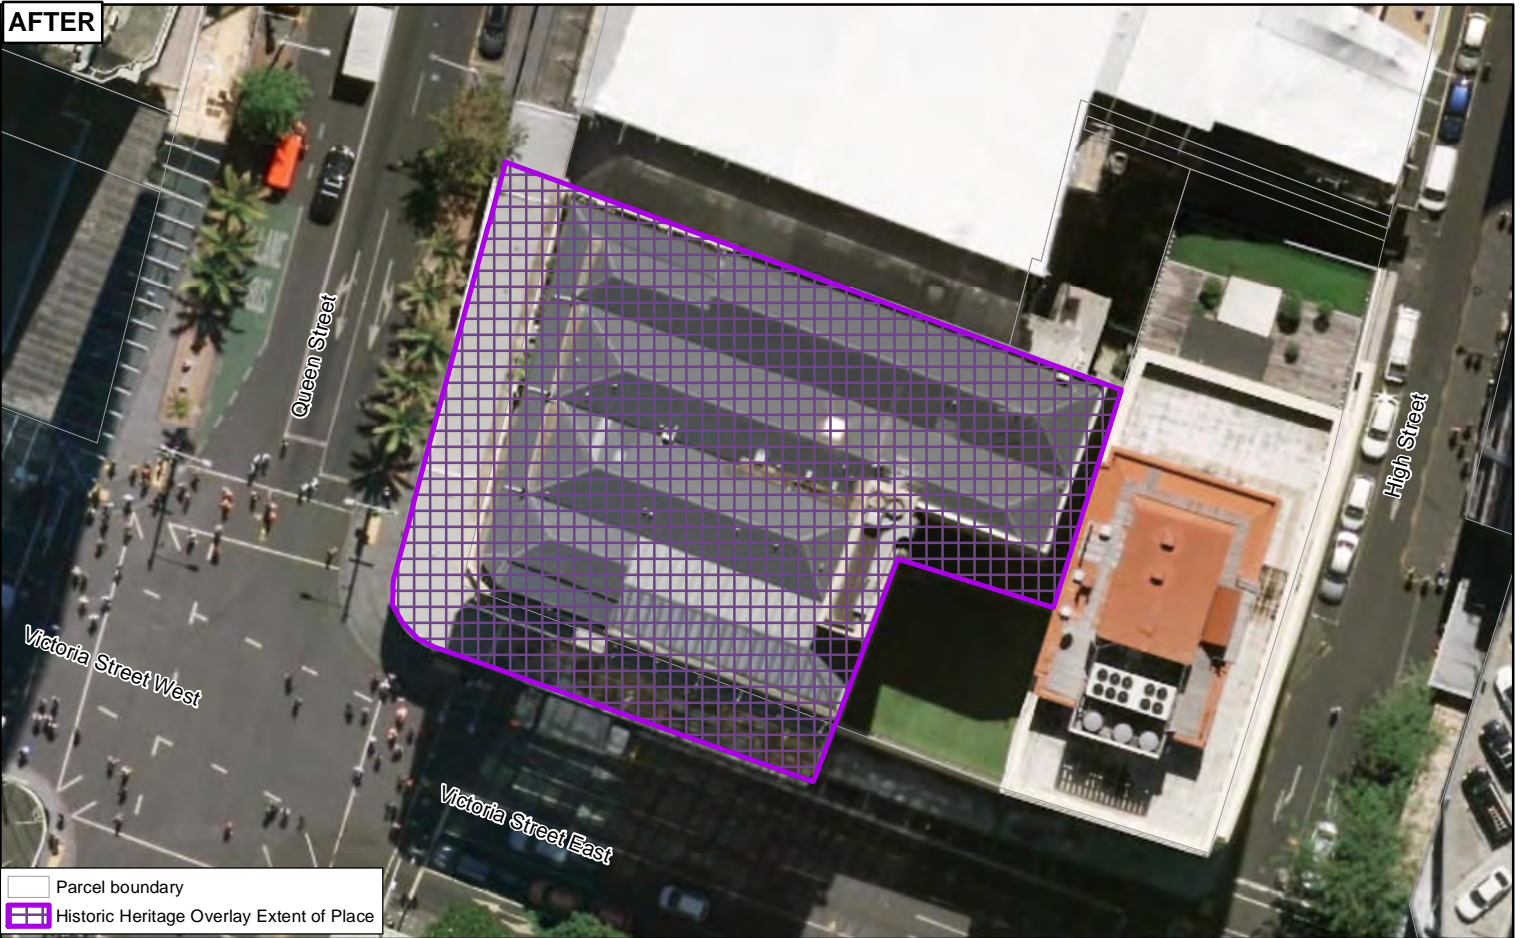 AFTER
Queen Street
High Street
Victoria Street West
Victoria Street East
Parcel boundary
Historic Heritage Overlay Extent of Place